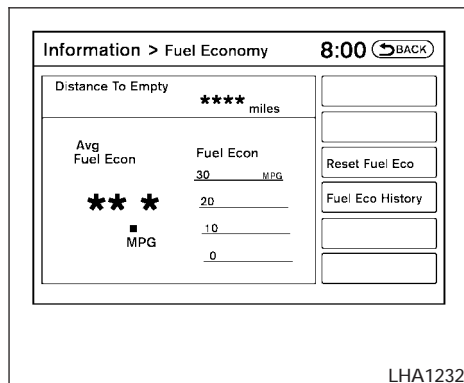 Information > Fuel Economy 8:00 BACK
Distance To Empty
**** miles
Avg
Fuel Econ
** *
.
MPG
Fuel Econ
30 MPG
20
10
0
Reset Fuel Eco
Fuel Eco History
LHA1232